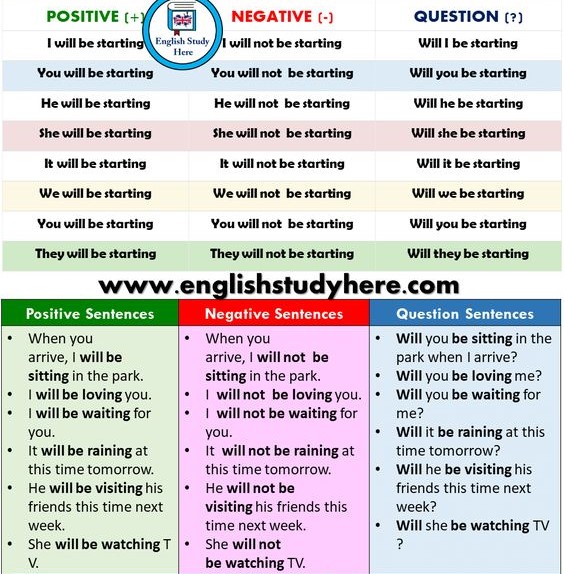 POSITIVE (+) NEGATIVE (-) QUESTION (?)
English Study
Here
I will be starting I will not be starting Will I be starting
You will be starting You will not be starting Will you be starting
He will be starting He will not be starting Will he be starting
She will be starting She will not be starting Will she be starting
It will be starting It will not be starting Will it be starting
We will be starting We will not be starting Will we be starting
You will be starting You will not be starting Will you be starting
They will be starting They will not be starting Will they be starting
www.englishstudyhere.com
Positive Sentences
• When you
arrive, I will be
sitting in the park.
• I will be loving you.
• I will be waiting for
you.
• It will be raining at
this time tomorrow.
• He will be visiting his
friends this time next
week.
• She will be watching T
V.
Negative Sentences
• When you
arrive, I will not be
sitting in the park.
• I will not be loving you.
• I will not be waiting for
you.
• It will not be raining at
this time tomorrow.
• He will not be
visiting his friends this
time next week.
• She will not
be watching TV.
Question Sentences
• Will you be sitting in the
park when I arrive?
• Will you be loving me?
• Will you be waiting for
me?
• Will it be raining at this
time tomorrow?
• Will he be visiting his
friends this time next
week?
• Will she be watching TV
?